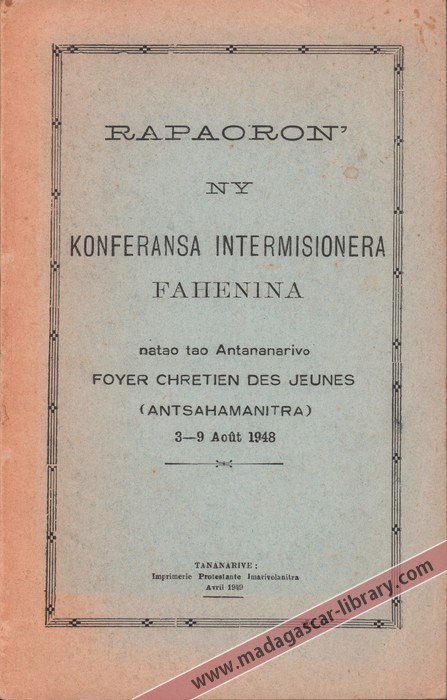 RAPAORON'
NY
KONFERANSA INTERMISIONERA
FAHENINA
natao tao Antananarivo
FOYER CHRETIEN DES JEUNES
(ANTSAHAMANITRA)
3—9 Août 1948
TANANARIVE :
Imprimerie Protestante Imarivolanitra
Avril 1949
www.madagascar-library.com